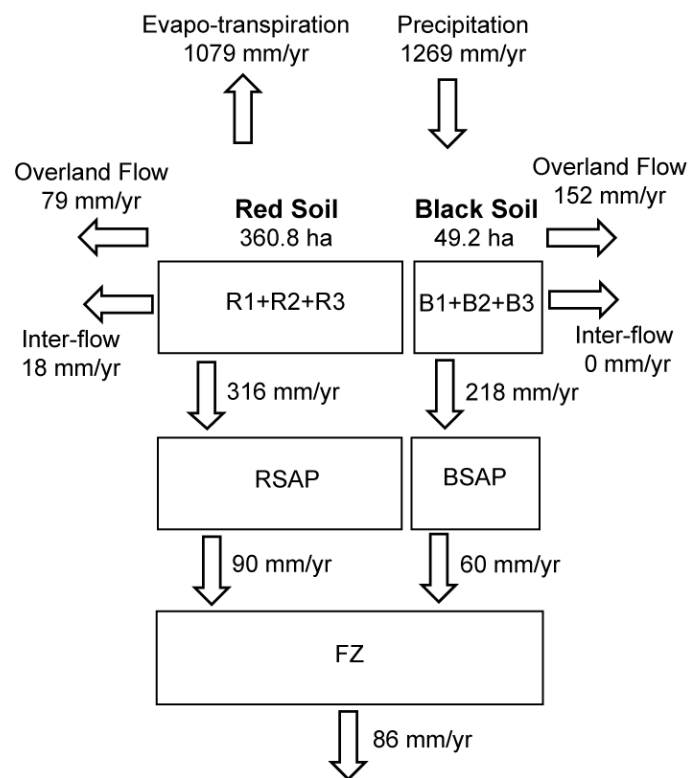 Evapo-transpiration
1079 mm/yr
Precipitation
1269 mm/yr
Overland Flow
79 mm/yr
Red Soil
360.8 ha
Black Soil
49.2 ha
Overland Flow
152 mm/yr
R1+R2+R3
B1+B2+B3
Inter-flow
18 mm/yr
Inter-flow
0 mm/yr
316 mm/yr
218 mm/yr
RSAP
BSAP
90 mm/yr
60 mm/yr
FZ
86 mm/yr